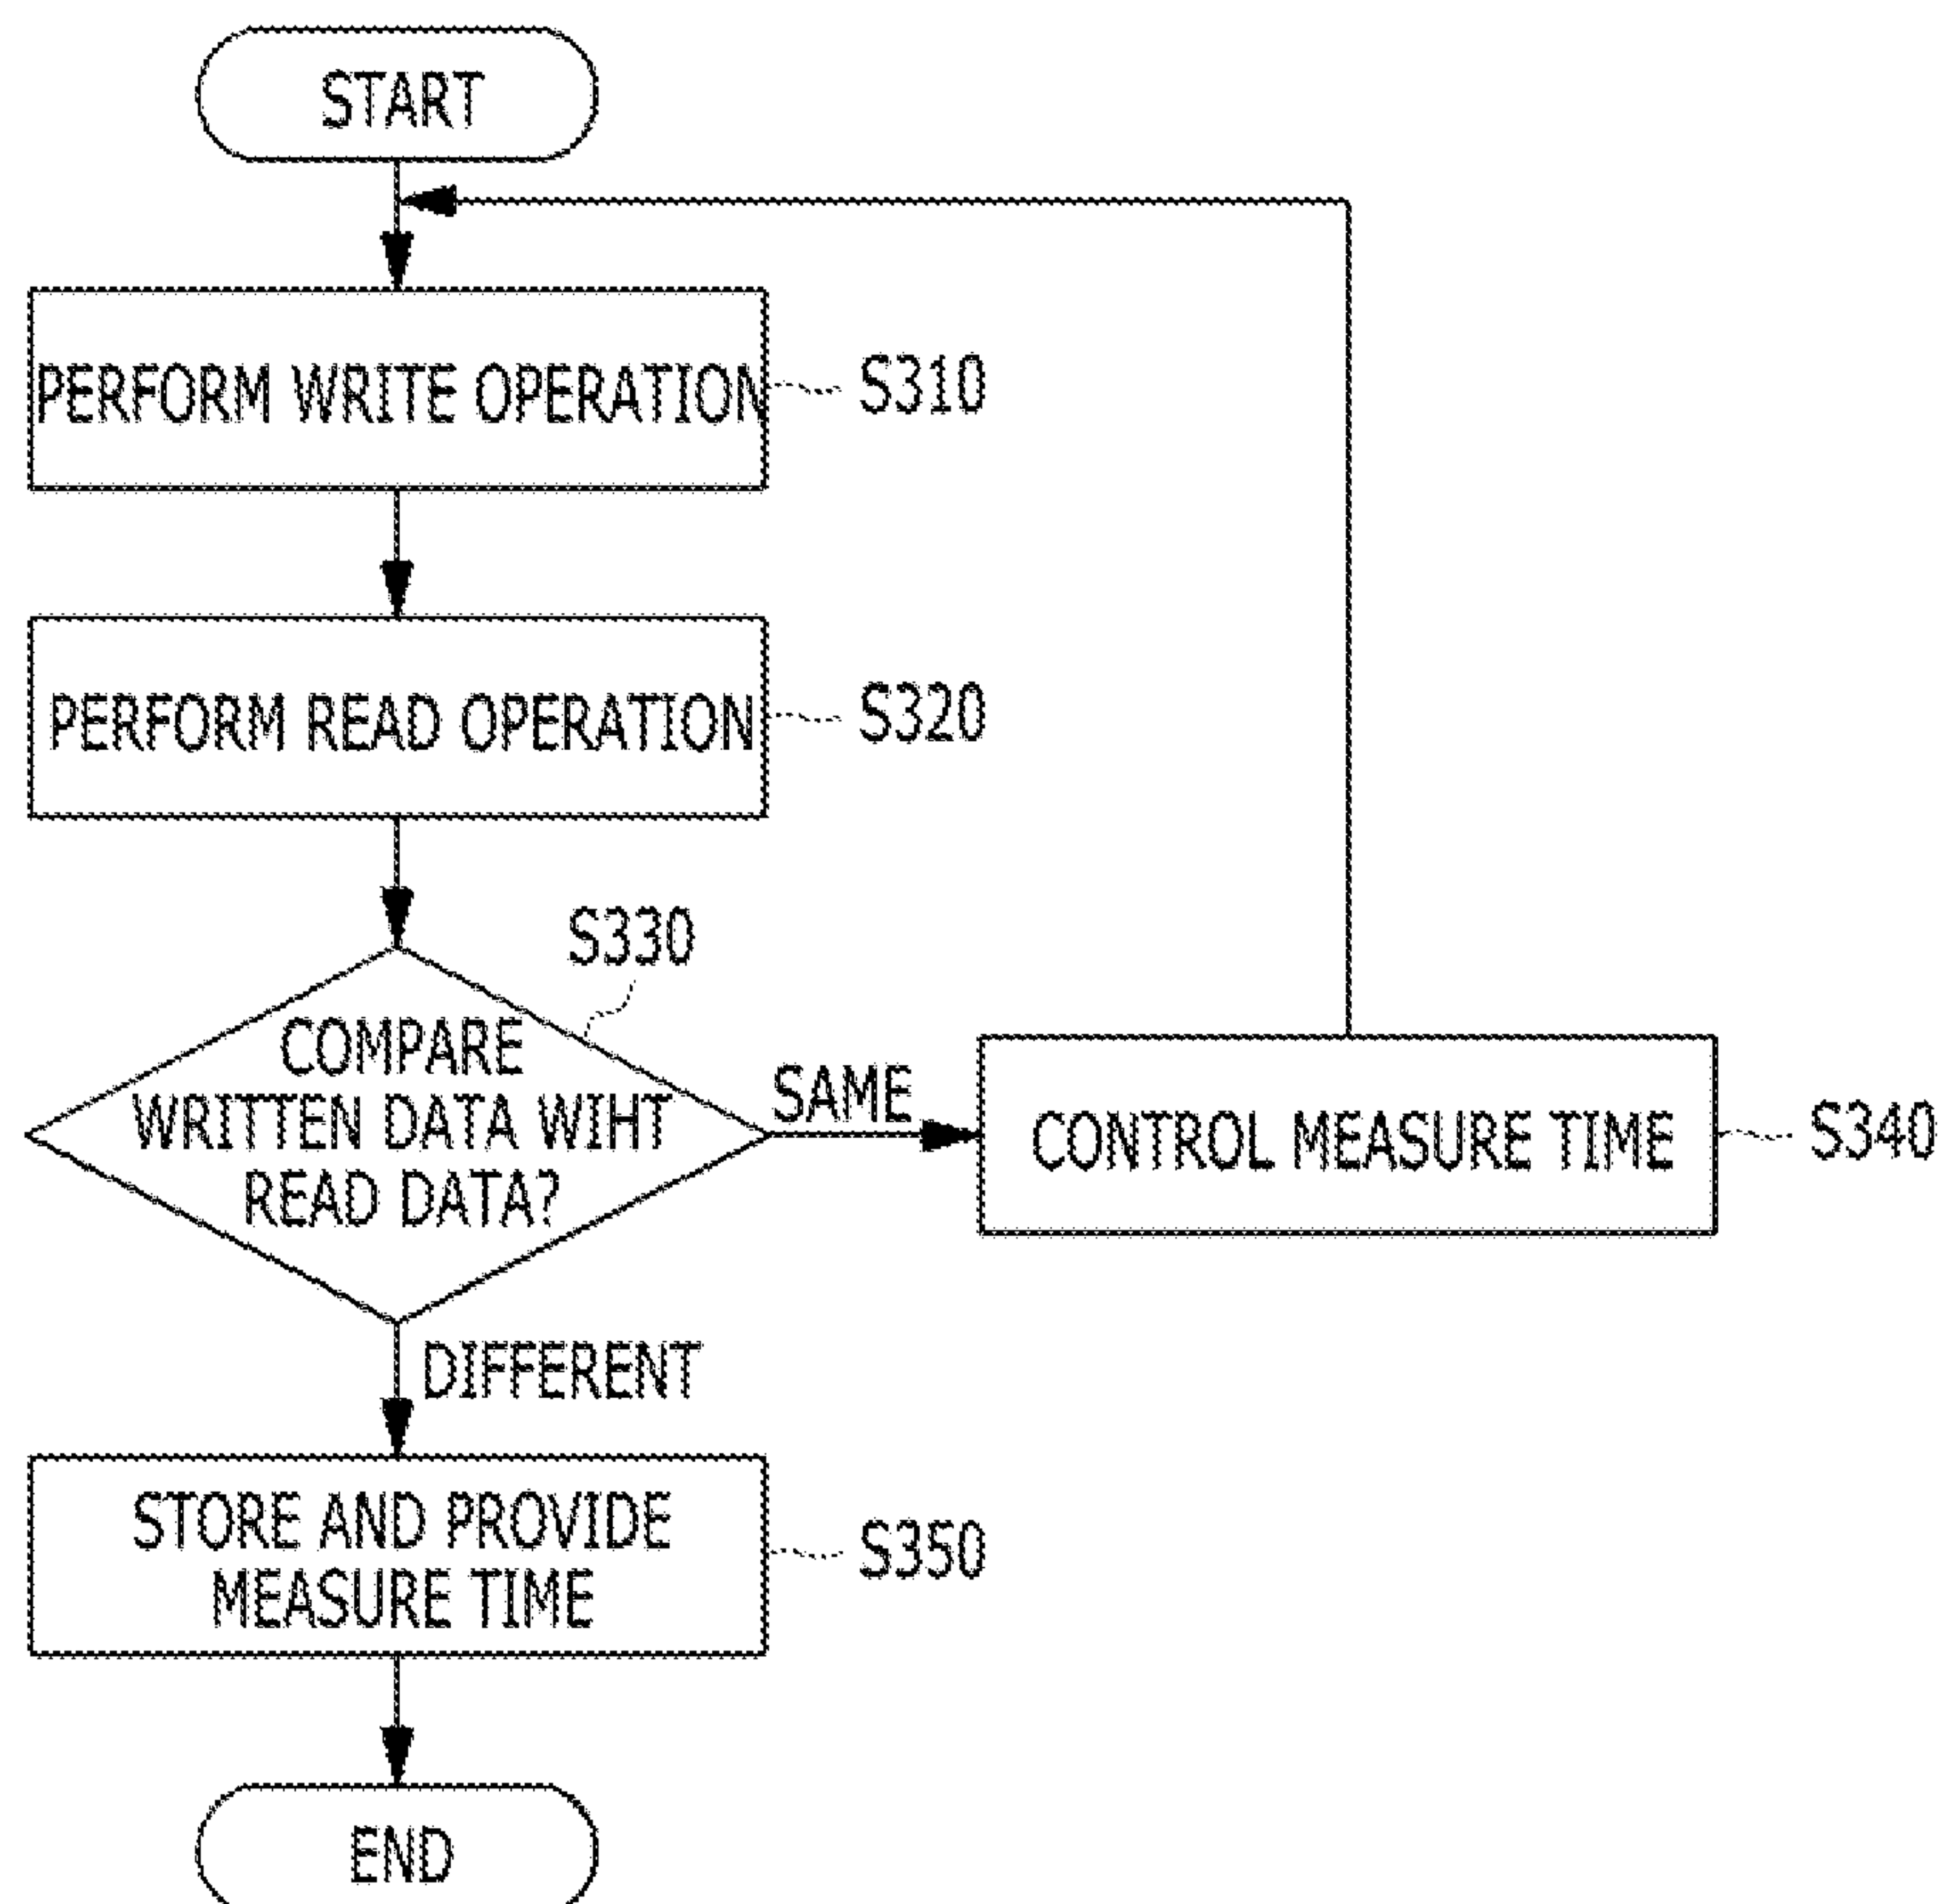 START
PERFORM WRITE OPERATION
S310
PERFORM READ OPERATION
S320
S330
COMPARE
WRITTEN DATA WIHT
READ DATA?
SAME
CONTROL MEASURE TIME
S340
DIFFERENT
STORE AND PROVIDE
MEASURE TIME
S350
END